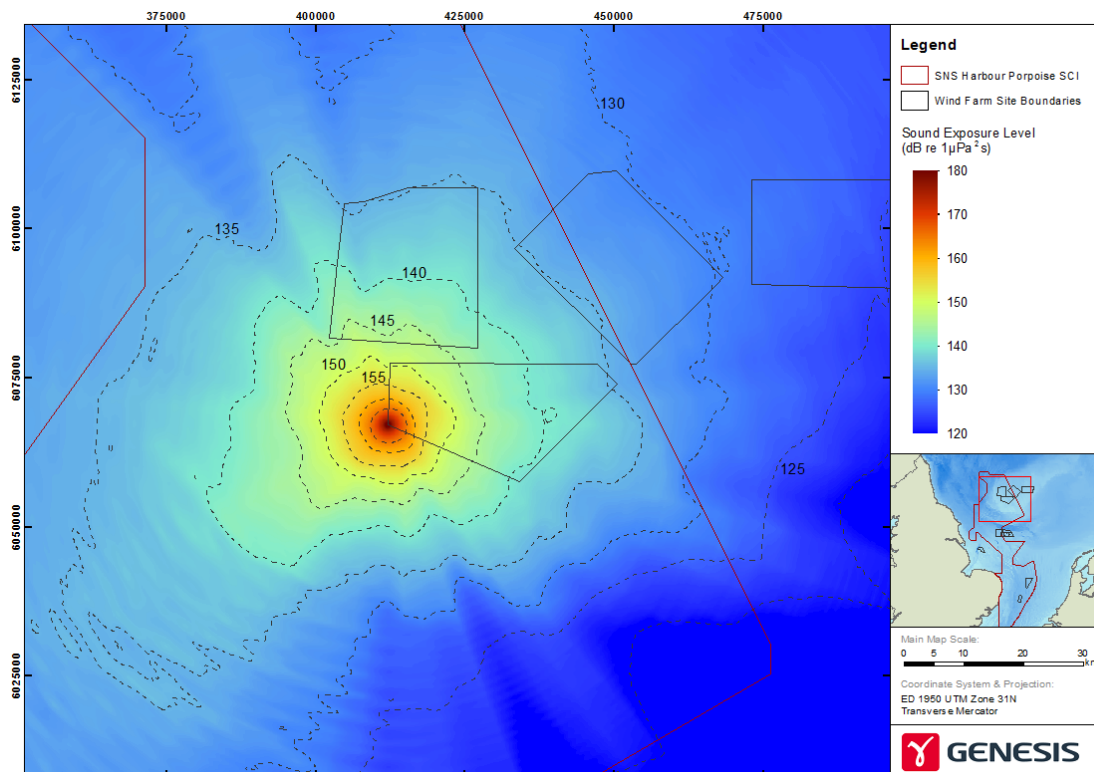 375000 400000 425000 450000 475000
6125000
6100000
6075000
6050000
6025000
130
135
140
145
150
155
125
Legend
SNS Harbour Porpoise SCI
Wind Farm Site Boundaries
Sound Exposure Level
(dB re 1µPa²s)
180
170
160
150
140
130
120
Main Map Scale:
0 5 10 20 30
km
Coordinate System & Projection:
ED 1950 UTM Zone 31N
Transverse Mercator
GENESIS